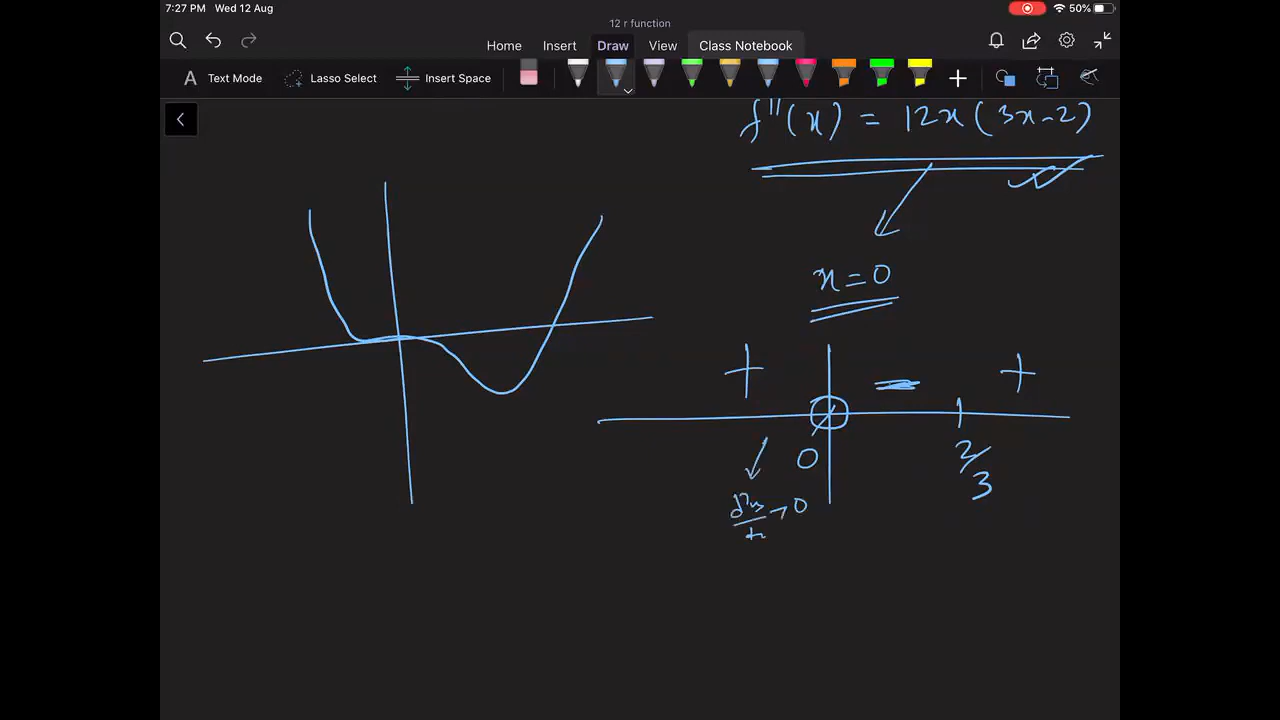 7:27 PM Wed 12 Aug
50%
12 r function
Home Insert Draw View Class Notebook
A Text Mode Lasso Select Insert Space
f''(x) = 12x(3x-2)
x=0
+ - +
0
2/3